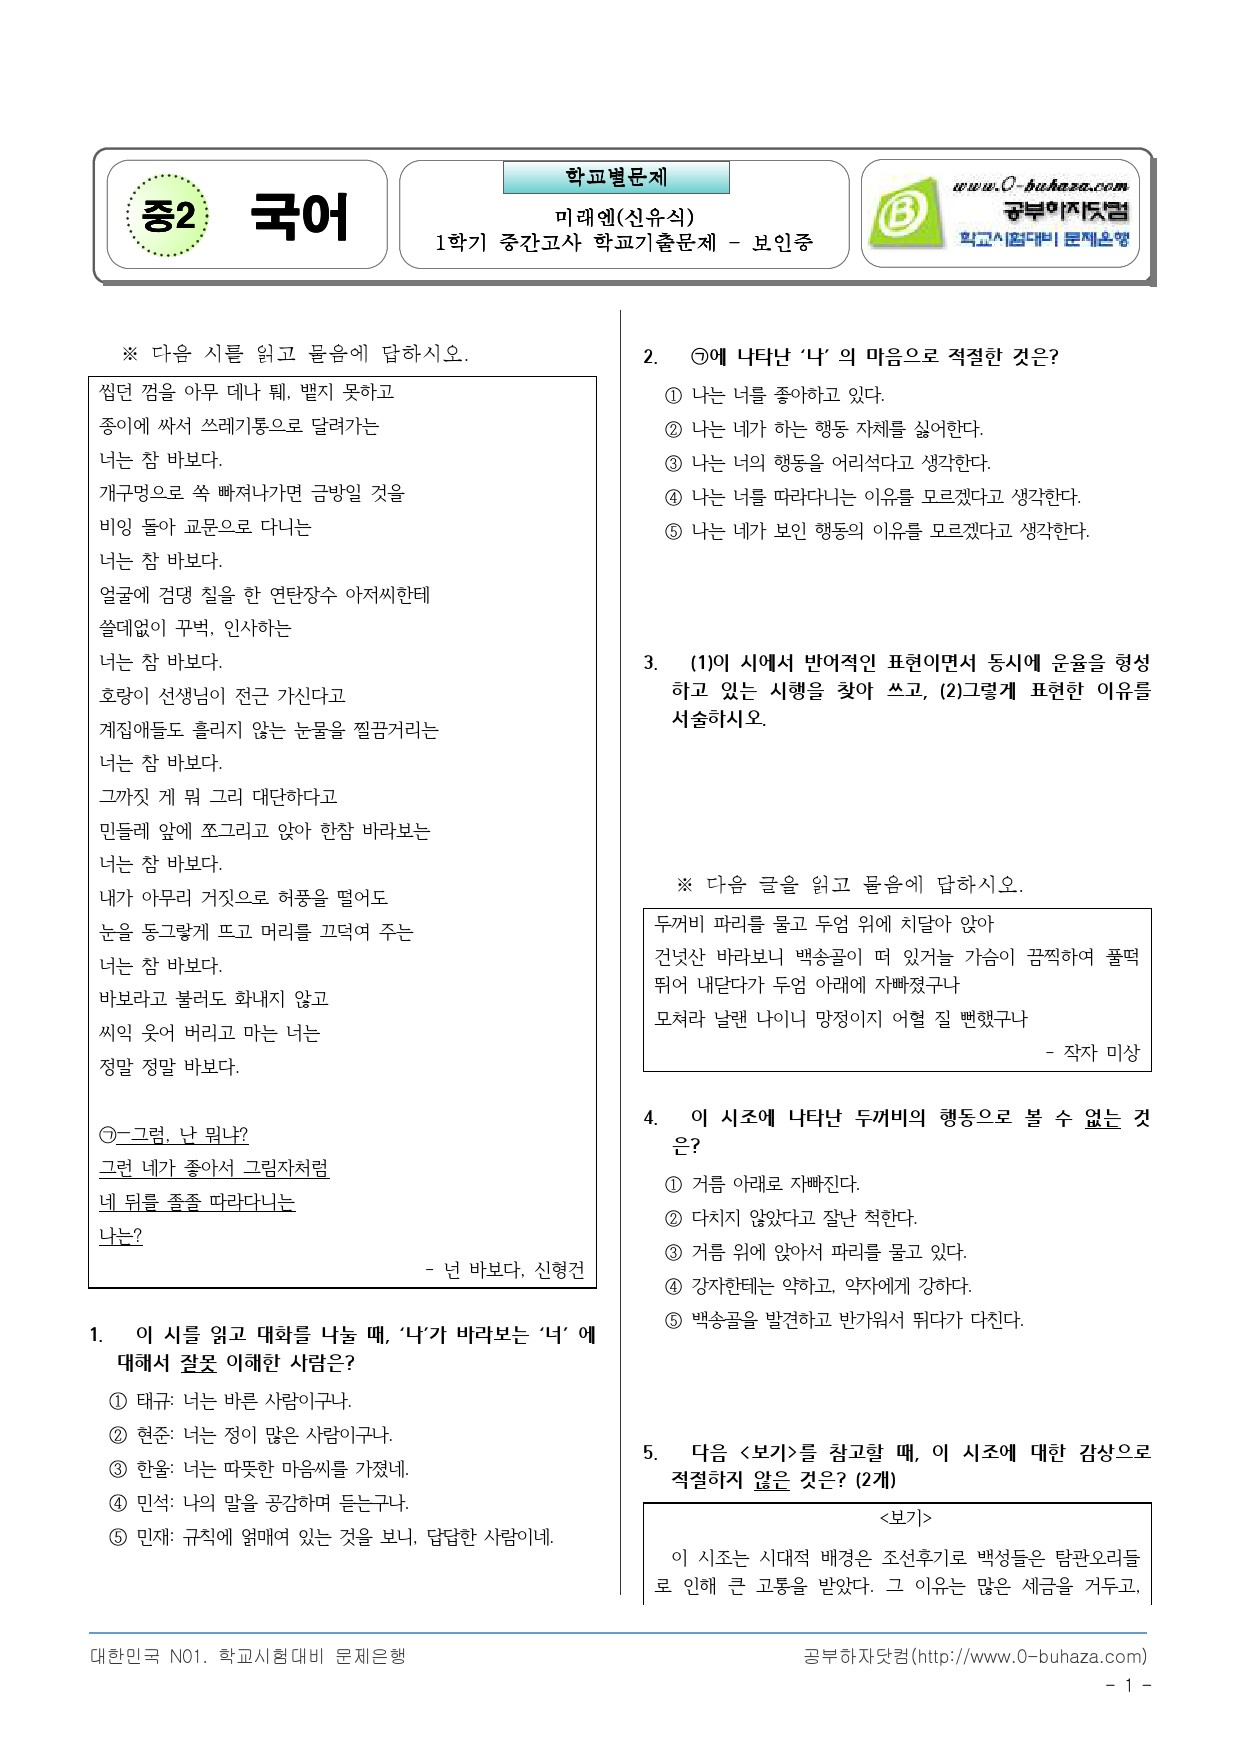 중2 국어
학교별문제
미래엔(신유식)
1학기 중간고사 학교기출문제 - 보인중
www.0-buhaza.com
공부하자닷컴
학교시험대비 문제은행
※ 다음 시를 읽고 물음에 답하시오.
씹던 껌을 아무 데나 퉤, 뱉지 못하고
종이에 싸서 쓰레기통으로 달려가는
너는 참 바보다.
개구멍으로 쏙 빠져나가면 금방일 것을
비잉 돌아 교문으로 다니는
너는 참 바보다.
얼굴에 검댕 칠을 한 연탄장수 아저씨한테
쓸데없이 꾸벅, 인사하는
너는 참 바보다.
호랑이 선생님이 전근 가신다고
계집애들도 흘리지 않는 눈물을 찔끔거리는
너는 참 바보다.
그까짓 게 뭐 그리 대단하다고
민들레 앞에 쪼그리고 앉아 한참 바라보는
너는 참 바보다.
내가 아무리 거짓으로 허풍을 떨어도
눈을 동그랗게 뜨고 머리를 끄덕여 주는
너는 참 바보다.
바보라고 불러도 화내지 않고
씨익 웃어 버리고 마는 너는
정말 정말 바보다.
㉠―그럼, 난 뭐냐?
그런 네가 좋아서 그림자처럼
네 뒤를 졸졸 따라다니는
나는?
- 넌 바보다, 신형건
1. 이 시를 읽고 대화를 나눌 때, ‘나’가 바라보는 ‘너’ 에
대해서 잘못 이해한 사람은?
① 태규: 너는 바른 사람이구나.
② 현준: 너는 정이 많은 사람이구나.
③ 한울: 너는 따뜻한 마음씨를 가졌네.
④ 민석: 나의 말을 공감하며 듣는구나.
⑤ 민재: 규칙에 얽매여 있는 것을 보니, 답답한 사람이네.
2. ㉠에 나타난 ‘나’ 의 마음으로 적절한 것은?
① 나는 너를 좋아하고 있다.
② 나는 네가 하는 행동 자체를 싫어한다.
③ 나는 너의 행동을 어리석다고 생각한다.
④ 나는 너를 따라다니는 이유를 모르겠다고 생각한다.
⑤ 나는 네가 보인 행동의 이유를 모르겠다고 생각한다.
3. (1)이 시에서 반어적인 표현이면서 동시에 운율을 형성
하고 있는 시행을 찾아 쓰고, (2)그렇게 표현한 이유를
서술하시오.
※ 다음 글을 읽고 물음에 답하시오.
두꺼비 파리를 물고 두엄 위에 치달아 앉아
건넛산 바라보니 백송골이 떠 있거늘 가슴이 끔찍하여 풀떡
뛰어 내닫다가 두엄 아래에 자빠졌구나
모쳐라 날랜 나이니 망정이지 어혈 질 뻔했구나
- 작자 미상
4. 이 시조에 나타난 두꺼비의 행동으로 볼 수 없는 것
은?
① 거름 아래로 자빠진다.
② 다치지 않았다고 잘난 척한다.
③ 거름 위에 앉아서 파리를 물고 있다.
④ 강자한테는 약하고, 약자에게 강하다.
⑤ 백송골을 발견하고 반가워서 뛰다가 다친다.
5. 다음 <보기>를 참고할 때, 이 시조에 대한 감상으로
적절하지 않은 것은? (2개)
<보기>
이 시조는 시대적 배경은 조선후기로 백성들은 탐관오리들
로 인해 큰 고통을 받았다. 그 이유는 많은 세금을 거두고,
대한민국 N01. 학교시험대비 문제은행
공부하자닷컴(http://www.0-buhaza.com)
- 1 -